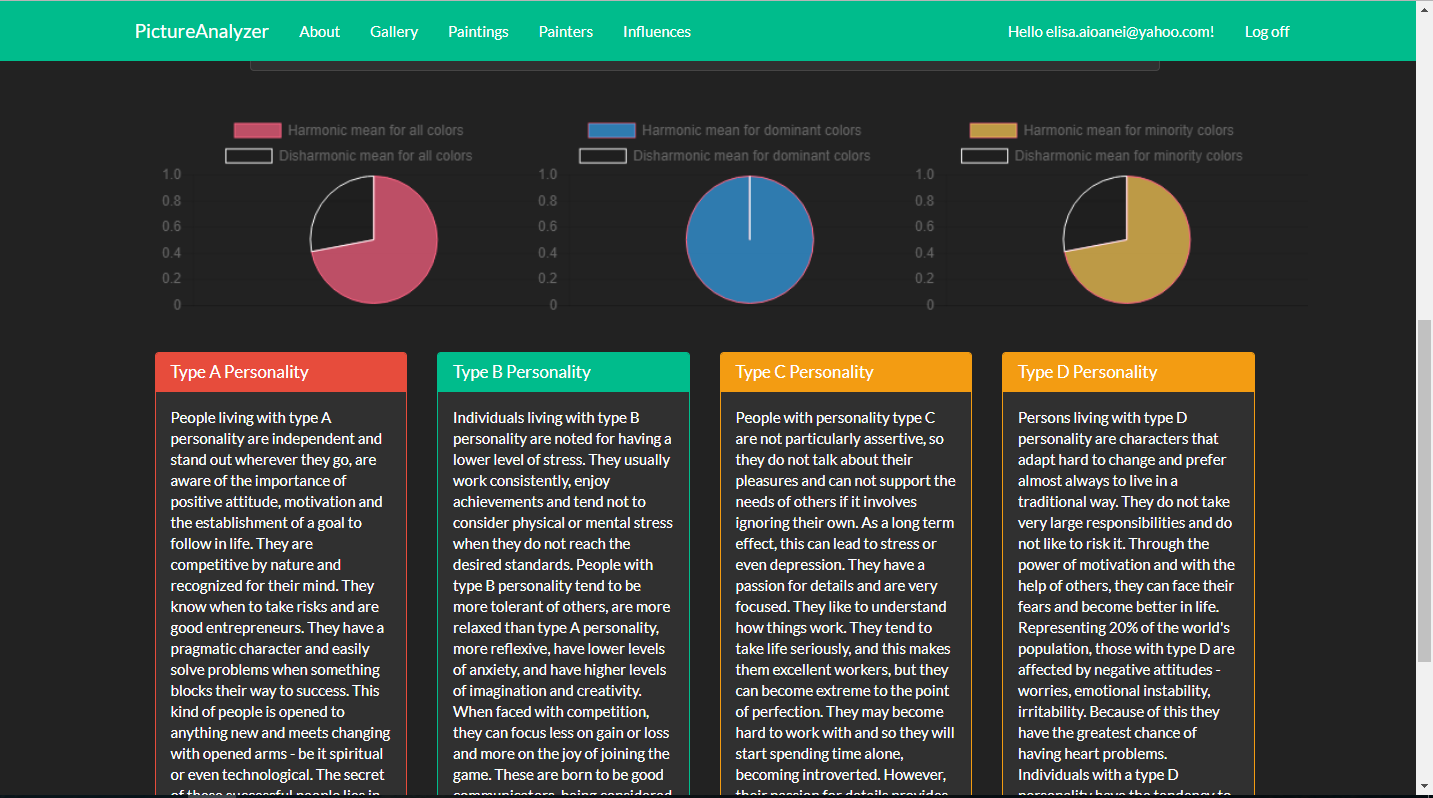 PictureAnalyzer About Gallery Paintings Painters Influences Hello elisa.aioanei@yahoo.com! Log off
Harmonic mean for all colors
Disharmonic mean for all colors
1.0
0.8
0.6
0.4
0.2
0
Harmonic mean for dominant colors
Disharmonic mean for dominant colors
1.0
0.8
0.6
0.4
0.2
0
Harmonic mean for minority colors
Disharmonic mean for minority colors
1.0
0.8
0.6
0.4
0.2
0
Type A Personality
People living with type A
personality are independent and
stand out wherever they go, are
aware of the importance of
positive attitude, motivation and
the establishment of a goal to
follow in life. They are
competitive by nature and
recognized for their mind. They
know when to take risks and are
good entrepreneurs. They have a
pragmatic character and easily
solve problems when something
blocks their way to success. This
kind of people is opened to
anything new and meets changing
with opened arms - be it spiritual
or even technological. The secret
of these successful people lies in
Type B Personality
Individuals living with type B
personality are noted for having a
lower level of stress. They usually
work consistently, enjoy
achievements and tend not to
consider physical or mental stress
when they do not reach the
desired standards. People with
type B personality tend to be
more tolerant of others, are more
relaxed than type A personality,
more reflexive, have lower levels
of anxiety, and have higher levels
of imagination and creativity.
When faced with competition,
they can focus less on gain or loss
and more on the joy of joining the
game. These are born to be good
communicators, being considered
Type C Personality
People with personality type C
are not particularly assertive, so
they do not talk about their
pleasures and can not support the
needs of others if it involves
ignoring their own. As a long term
effect, this can lead to stress or
even depression. They have a
passion for details and are very
focused. They like to understand
how things work. They tend to
take life seriously, and this makes
them excellent workers, but they
can become extreme to the point
of perfection. They may become
hard to work with and so they will
start spending time alone,
becoming introverted. However,
their passion for details provides
Type D Personality
Persons living with type D
personality are characters that
adapt hard to change and prefer
almost always to live in a
traditional way. They do not take
very large responsibilities and do
not like to risk it. Through the
power of motivation and with the
help of others, they can face their
fears and become better in life.
Representing 20% of the world's
population, those with type D are
affected by negative attitudes -
worries, emotional instability,
irritability. Because of this they
have the greatest chance of
having heart problems.
Individuals with a type D
personality have the tendency to